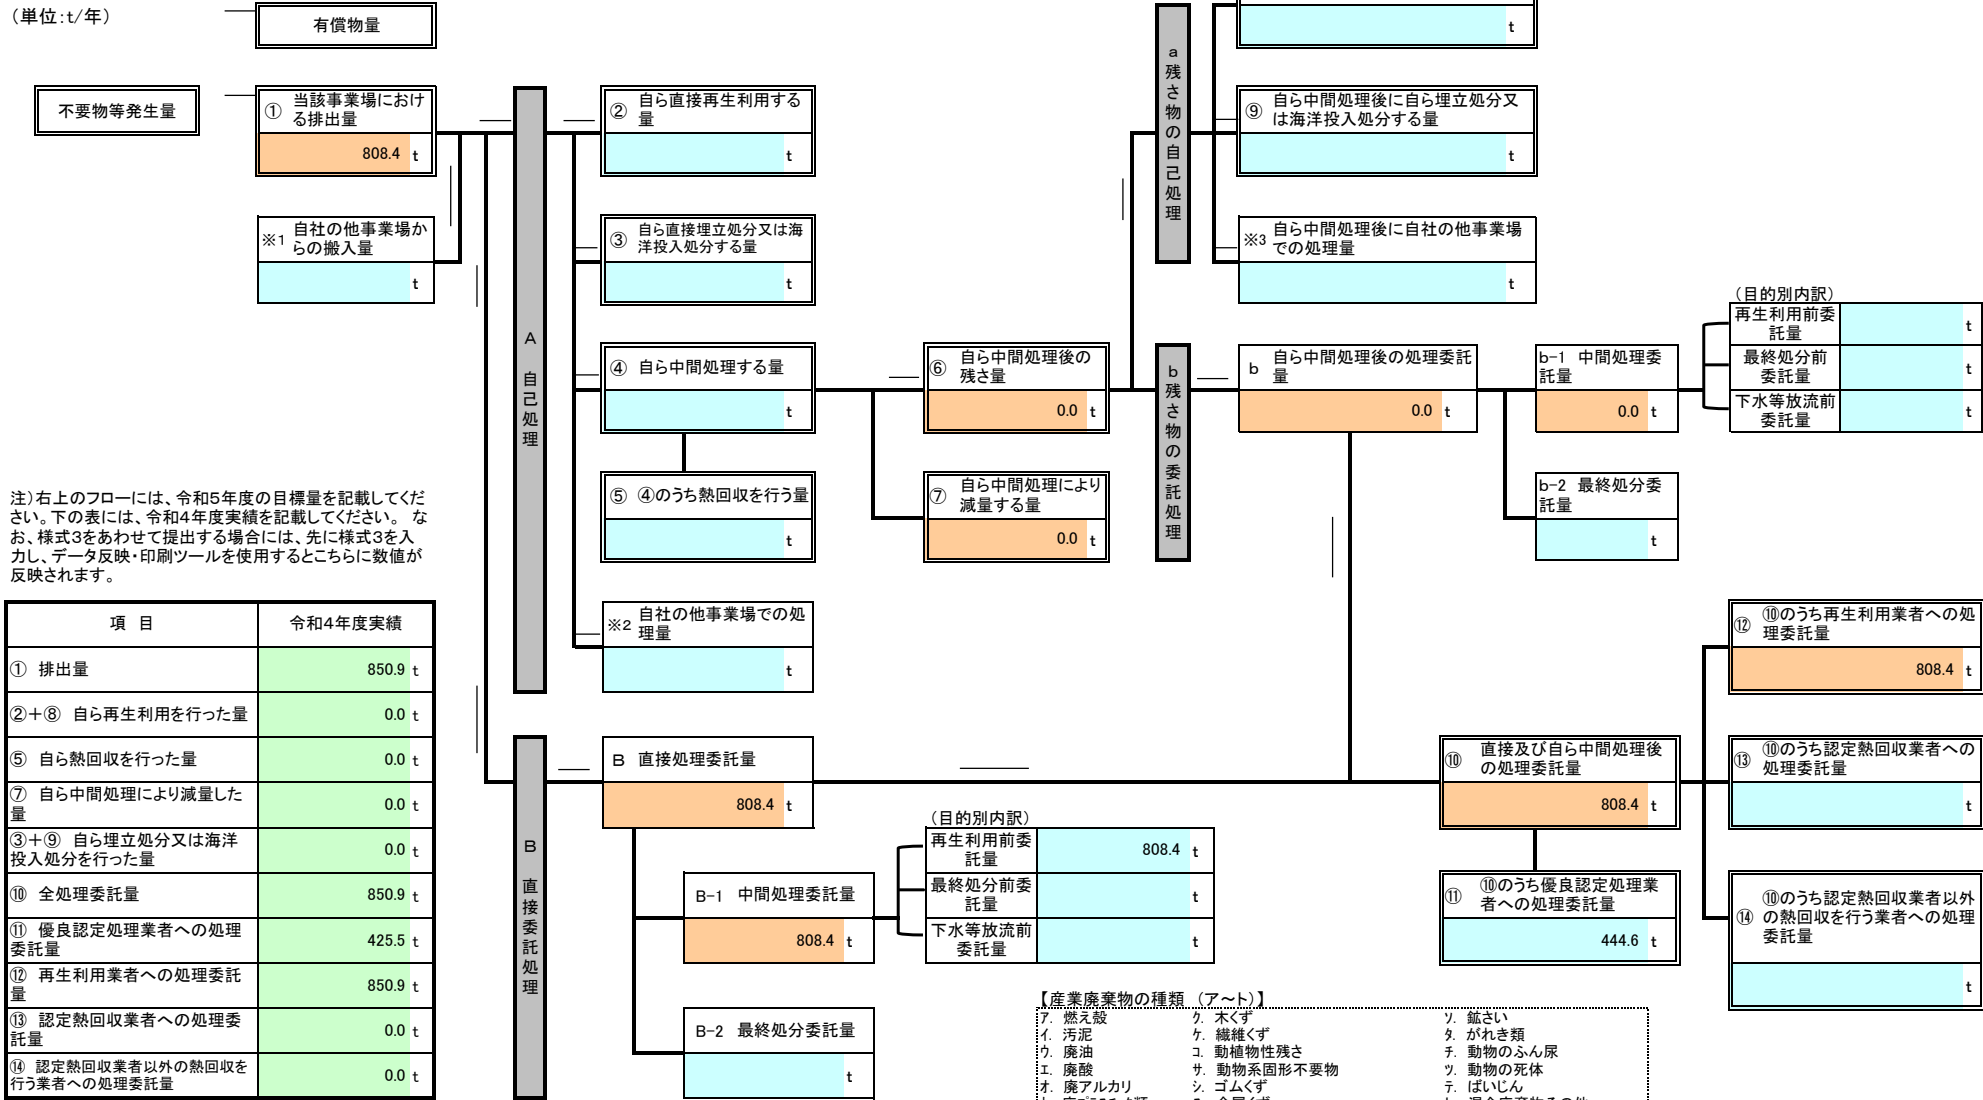 （単位:t/年）
有償物量
t
不要物等発生量
① 当該事業場におけ
る排出量
808.4 t
※1 自社の他事業場か
らの搬入量
t
A 自己処理
② 自ら直接再生利用する
量
t
③ 自ら直接埋立処分又は海
洋投入処分する量
t
④ 自ら中間処理する量
t
⑤ ④のうち熱回収を行う量
t
※2 自社の他事業場での処
理量
t
⑥ 自ら中間処理後の
残さ量
0.0 t
⑦ 自ら中間処理により
減量する量
0.0 t
a 残さ物の自己処理
⑨ 自ら中間処理後に自ら埋立処分又
は海洋投入処分する量
t
※3 自ら中間処理後に自社の他事業場
での処理量
t
b 残さ物の委託処理
b 自ら中間処理後の処理委託
量
0.0 t
b-1 中間処理委
託量
0.0 t
b-2 最終処分委
託量
t
（目的別内訳）
再生利用前委
託量
t
最終処分前
委託量
t
下水等放流前
委託量
t
注）右上のフローには、令和5年度の目標量を記載してくだ
さい。下の表には、令和4年度実績を記載してください。 な
お、様式3をあわせて提出する場合には、先に様式3を入
力し、データ反映・印刷ツールを使用するとこちらに数値が
反映されます。
項 目 令和4年度実績
① 排出量 850.9 t
②＋⑧ 自ら再生利用を行った量 0.0 t
⑤ 自ら熱回収を行った量 0.0 t
⑦ 自ら中間処理により減量した
量 0.0 t
③＋⑨ 自ら埋立処分又は海洋
投入処分を行った量 0.0 t
⑩ 全処理委託量 850.9 t
⑪ 優良認定処理業者への処理
委託量 425.5 t
⑫ 再生利用業者への処理委託
量 850.9 t
⑬ 認定熱回収業者への処理委
託量 0.0 t
⑭ 認定熱回収業者以外の熱回収を
行う業者への処理委託量 0.0 t
B 直接委託処理
B 直接処理委託量
808.4 t
B-1 中間処理委託量
808.4 t
B-2 最終処分委託量
t
（目的別内訳）
再生利用前委
託量
808.4 t
最終処分前委
託量
t
下水等放流前
委託量
t
⑩ 直接及び自ら中間処理後
の処理委託量
808.4 t
⑪ ⑩のうち優良認定処理業
者への処理委託量
444.6 t
⑫ ⑩のうち再生利用業者への処
理委託量
808.4 t
⑬ ⑩のうち認定熱回収業者への
処理委託量
t
⑭ ⑩のうち認定熱回収業者以外
の熱回収を行う業者への処理
委託量
t
【産業廃棄物の種類 （ア～ト）】
ｱ. 燃え殻 ｸ. 木くず ｿ. 鉱さい
ｲ. 汚泥 ｹ. 繊維くず ﾀ. がれき類
ｳ. 廃油 ｺ. 動植物性残さ ﾁ. 動物のふん尿
ｴ. 廃酸 ｻ. 動物系固形不要物 ﾂ. 動物の死体
ｵ. 廃アルカリ ｼ. ゴムくず ﾃ. ばいじん